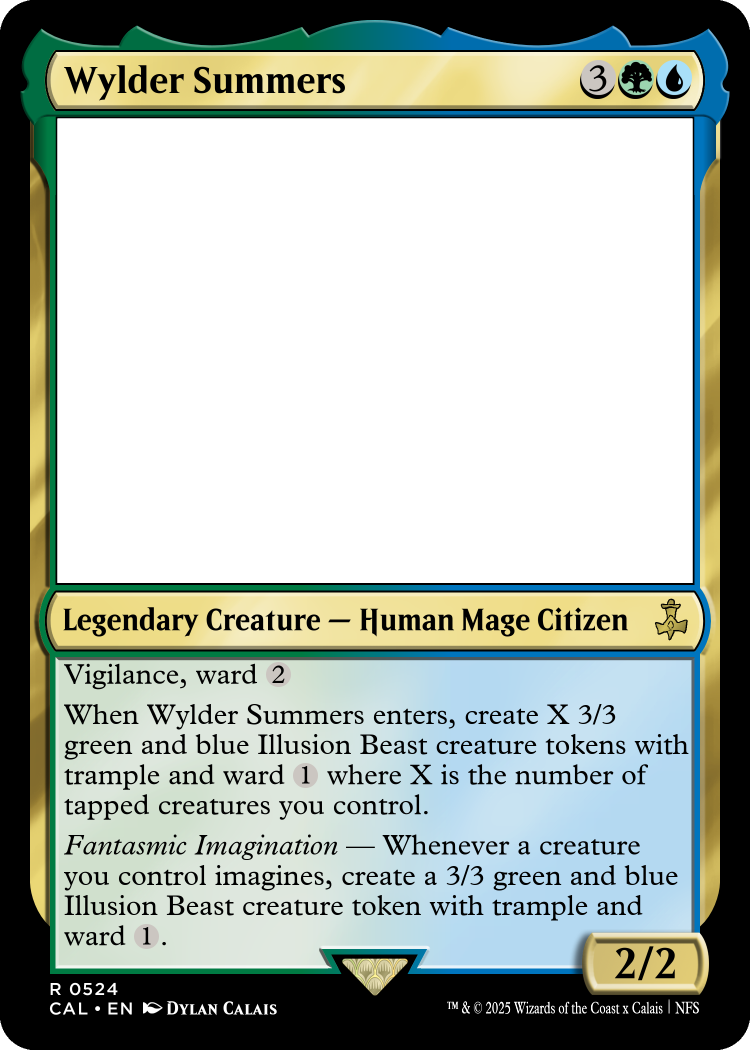 Wylder Summers 3
Legendary Creature — Human Mage Citizen
Vigilance, ward 2
When Wylder Summers enters, create X 3/3
green and blue Illusion Beast creature tokens with
trample and ward 1 where X is the number of
tapped creatures you control.
Fantasmic Imagination — Whenever a creature
you control imagines, create a 3/3 green and blue
Illusion Beast creature token with trample and
ward 1.
2/2
R 0524
CAL • EN Dylan Calais
™ & © 2025 Wizards of the Coast x Calais | NFS